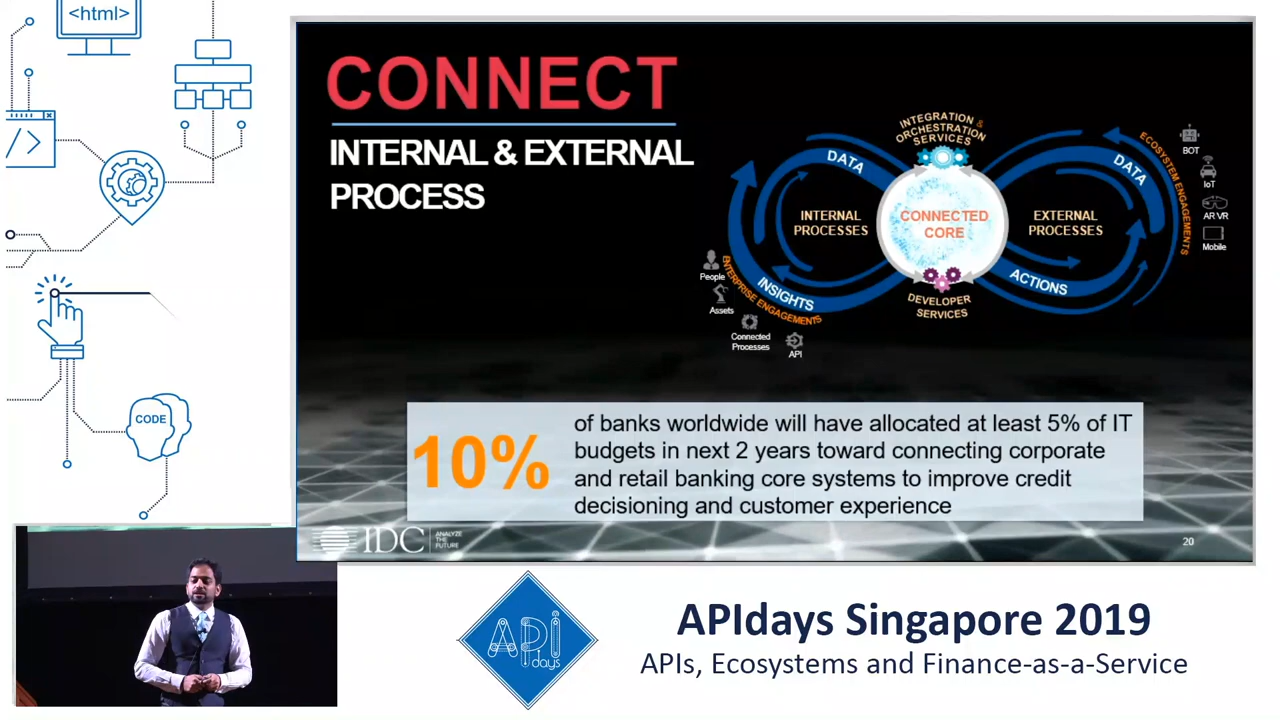 <html>
/>
CODE
CONNECT
INTERNAL & EXTERNAL
PROCESS
INTEGRATION &
ORCHESTRATION
SERVICES
DATA
INTERNAL
PROCESSES
CONNECTED
CORE
EXTERNAL
PROCESSES
DATA
ECOSYSTEM ENGAGEMENTS
BOT
IoT
AR VR
Mobile
INSIGHTS
ENTERPRISE ENGAGEMENTS
ACTIONS
DEVELOPER
SERVICES
People
Assets
Connected
Processes
API
10%
of banks worldwide will have allocated at least 5% of IT
budgets in next 2 years toward connecting corporate
and retail banking core systems to improve credit
decisioning and customer experience
IDC
ANALYZE
THE
FUTURE
20
API
days
APIdays Singapore 2019
APIs, Ecosystems and Finance-as-a-Service